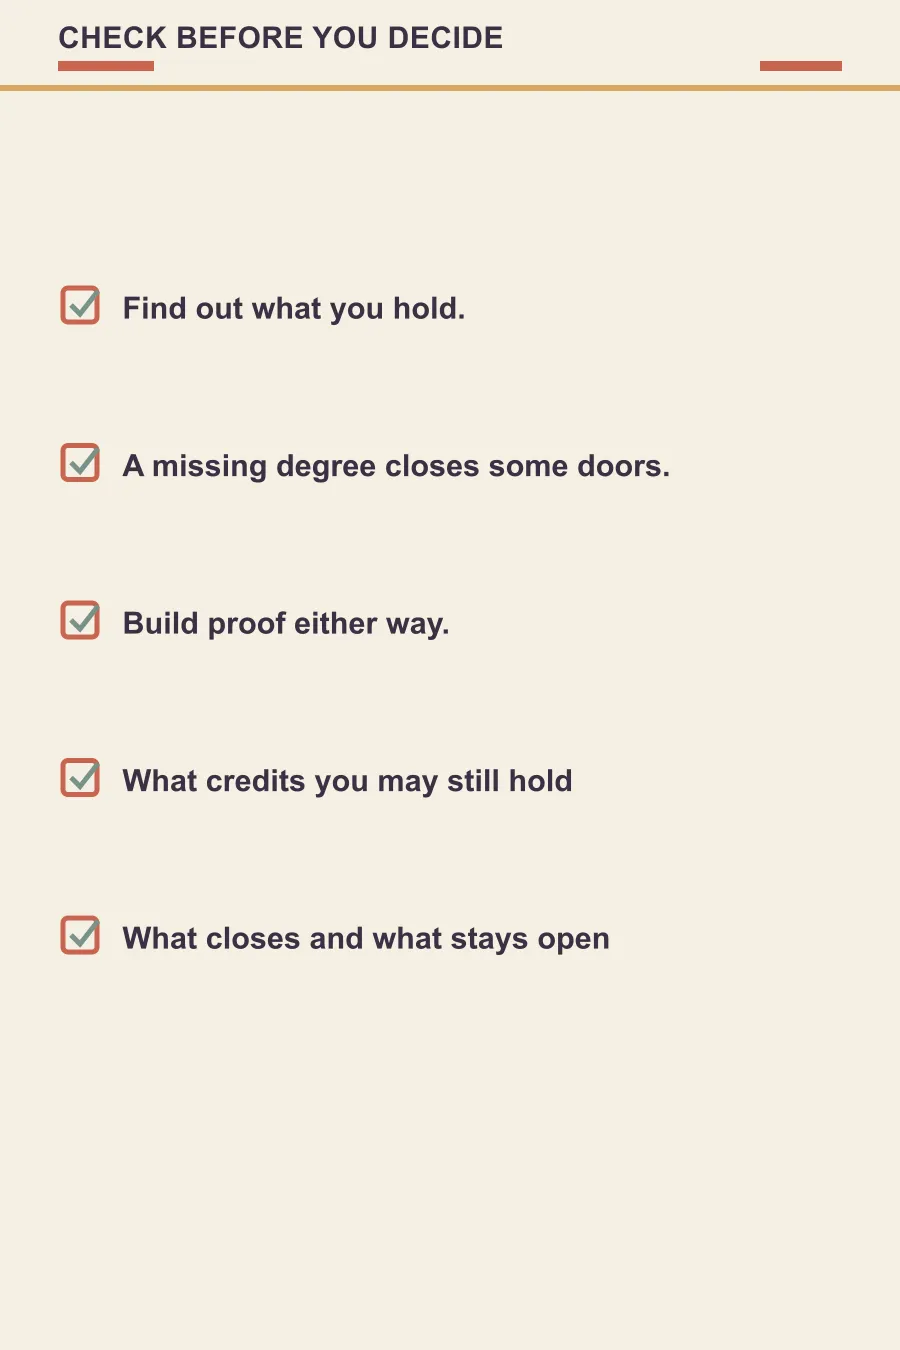 CHECK BEFORE YOU DECIDE
Find out what you hold.
A missing degree closes some doors.
Build proof either way.
What credits you may still hold
What closes and what stays open